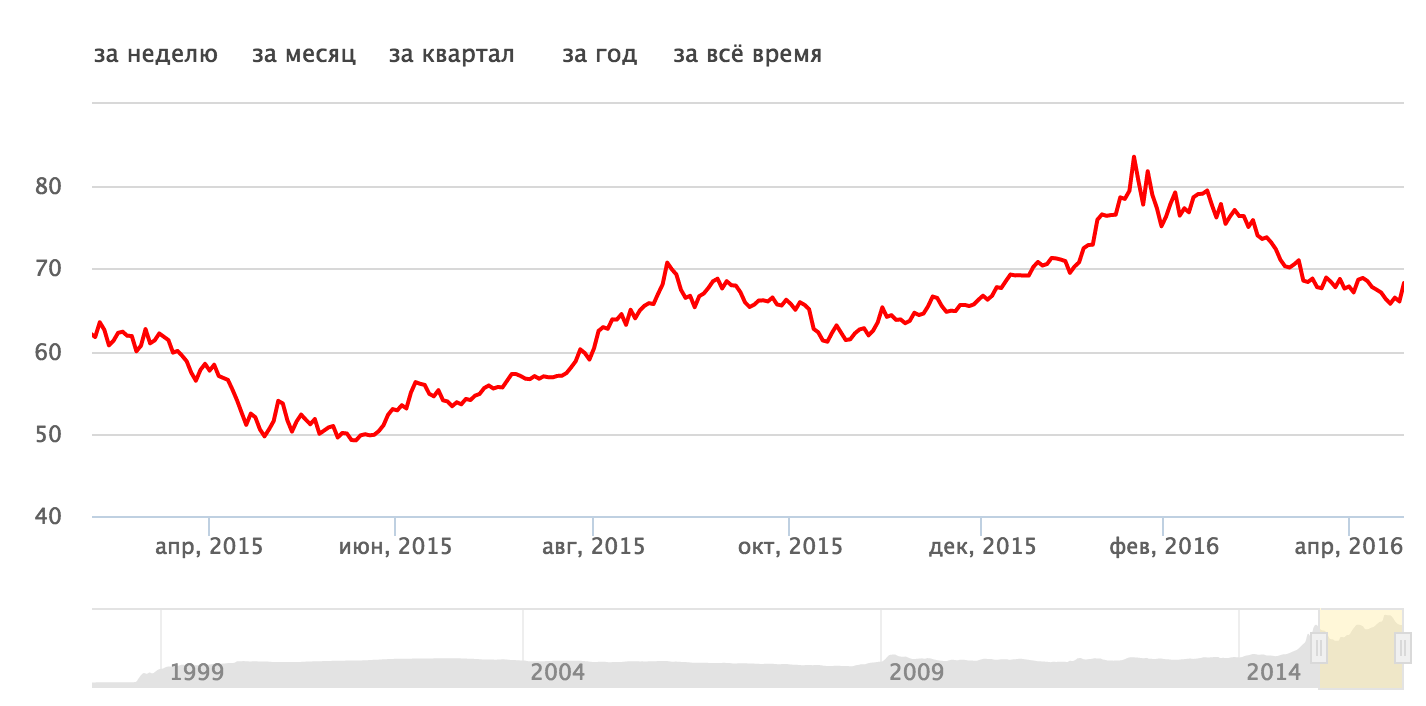 за неделю за месяц за квартал за год за всё время
80
70
60
50
40
апр, 2015 июн, 2015 авг, 2015 окт, 2015 дек, 2015 фев, 2016 апр, 2016
1999 2004 2009 2014